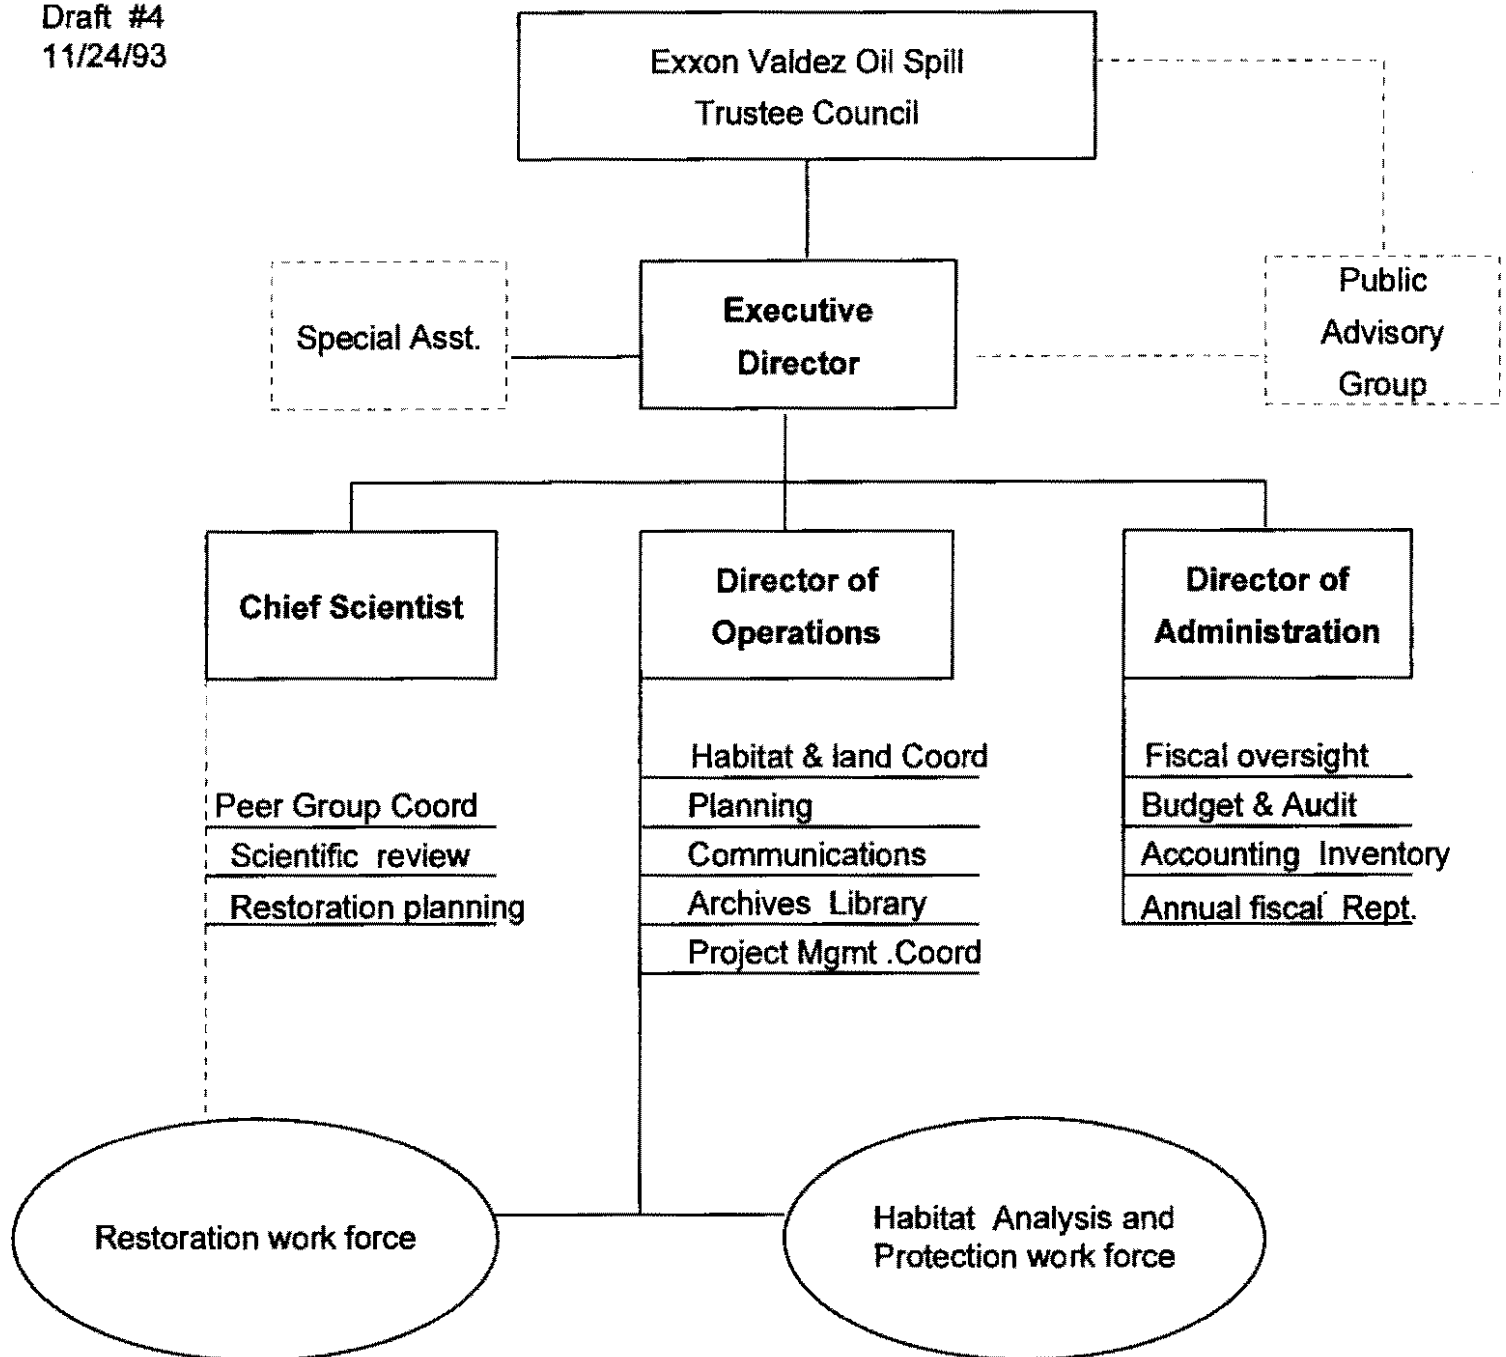 Draft #4
11/24/93
Exxon Valdez Oil Spill
Trustee Council
Special Asst.
Executive
Director
Public
Advisory
Group
Chief Scientist
Director of
Operations
Director of
Administration
Peer Group Coord
Scientific review
Restoration planning
Habitat & land Coord
Planning
Communications
Archives Library
Project Mgmt .Coord
Fiscal oversight
Budget & Audit
Accounting Inventory
Annual fiscal Rept.
Restoration work force
Habitat Analysis and
Protection work force